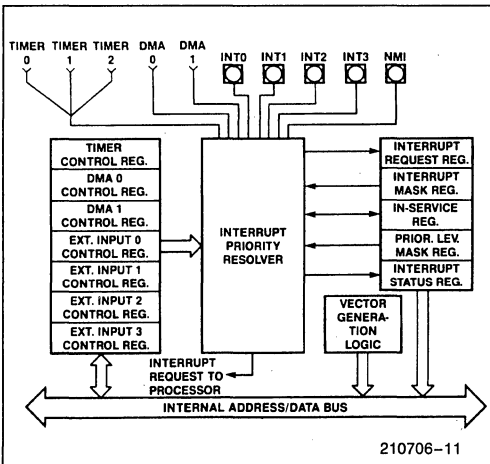 TIMER TIMER TIMER DMA DMA
0 1 2 0 1
INT0 INT1 INT2 INT3 NMI
TIMER
CONTROL REG.
DMA 0
CONTROL REG.
DMA 1
CONTROL REG.
EXT. INPUT 0
CONTROL REG.
EXT. INPUT 1
CONTROL REG.
EXT. INPUT 2
CONTROL REG.
EXT. INPUT 3
CONTROL REG.
INTERRUPT
PRIORITY
RESOLVER
INTERRUPT
REQUEST REG.
INTERRUPT
MASK REG.
IN-SERVICE
REG.
PRIOR. LEV.
MASK REG.
INTERRUPT
STATUS REG.
VECTOR
GENERA-
TION
LOGIC
INTERRUPT
REQUEST TO
PROCESSOR
INTERNAL ADDRESS/DATA BUS
210706-11